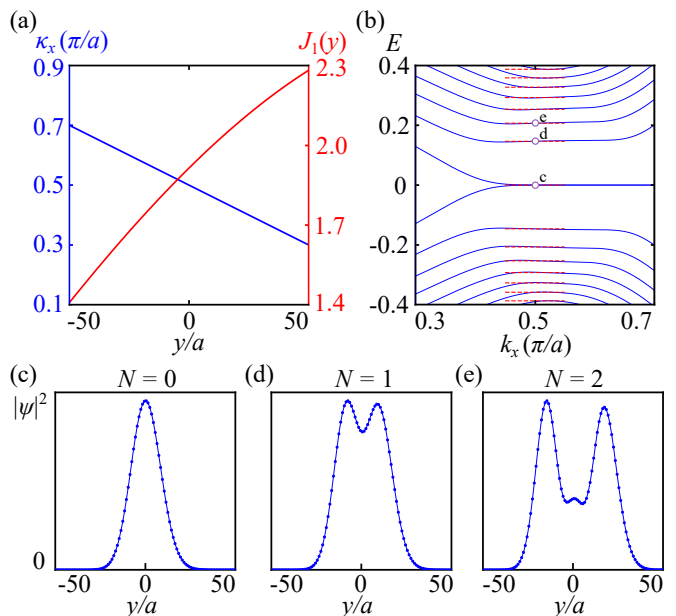 (a)
κₓ(π/a)
J₁(y)
0.9
0.7
0.5
0.3
0.1
2.3
2.0
1.7
1.4
-50
0
50
y/a
(b)
E
0.4
0.2
0
-0.2
-0.4
e
d
c
0.3
0.5
0.7
kₓ(π/a)
(c)
N = 0
|ψ|²
0
-50
0
50
y/a
(d)
N = 1
-50
0
50
y/a
(e)
N = 2
-50
0
50
y/a